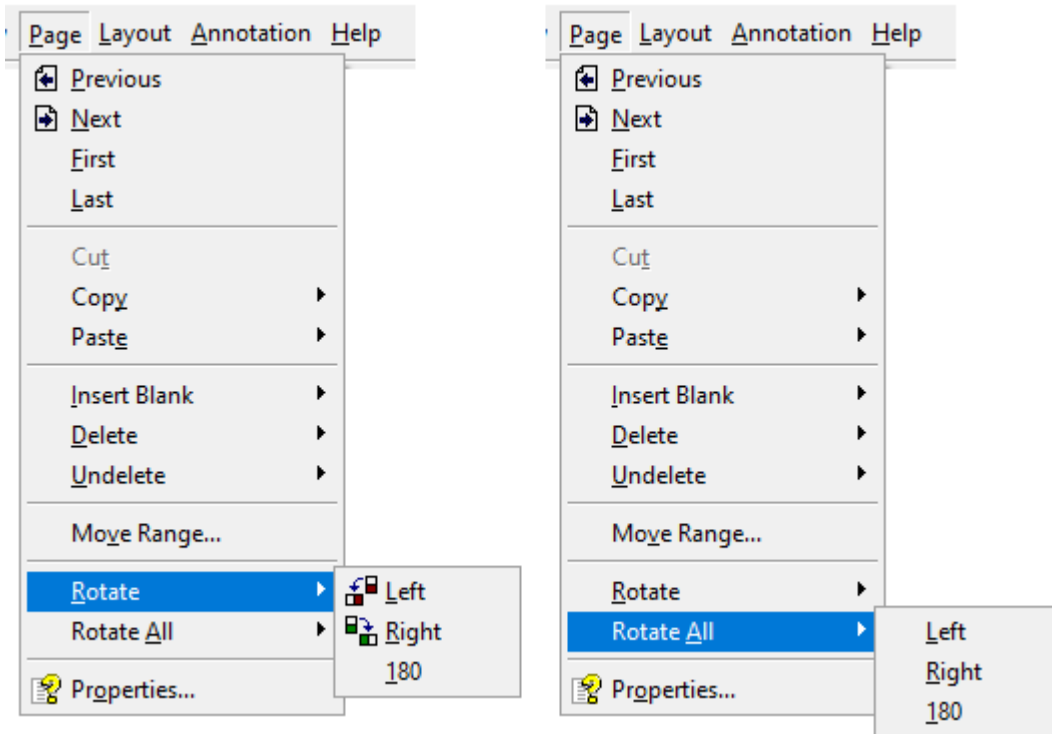 Page Layout Annotation Help
Previous
Next
First
Last
Cut
Copy
Paste
Insert Blank
Delete
Undelete
Move Range...
Rotate
Left
Rotate All
Right
180
Properties...
Page Layout Annotation Help
Previous
Next
First
Last
Cut
Copy
Paste
Insert Blank
Delete
Undelete
Move Range...
Rotate
Rotate All
Left
Right
180
Properties...